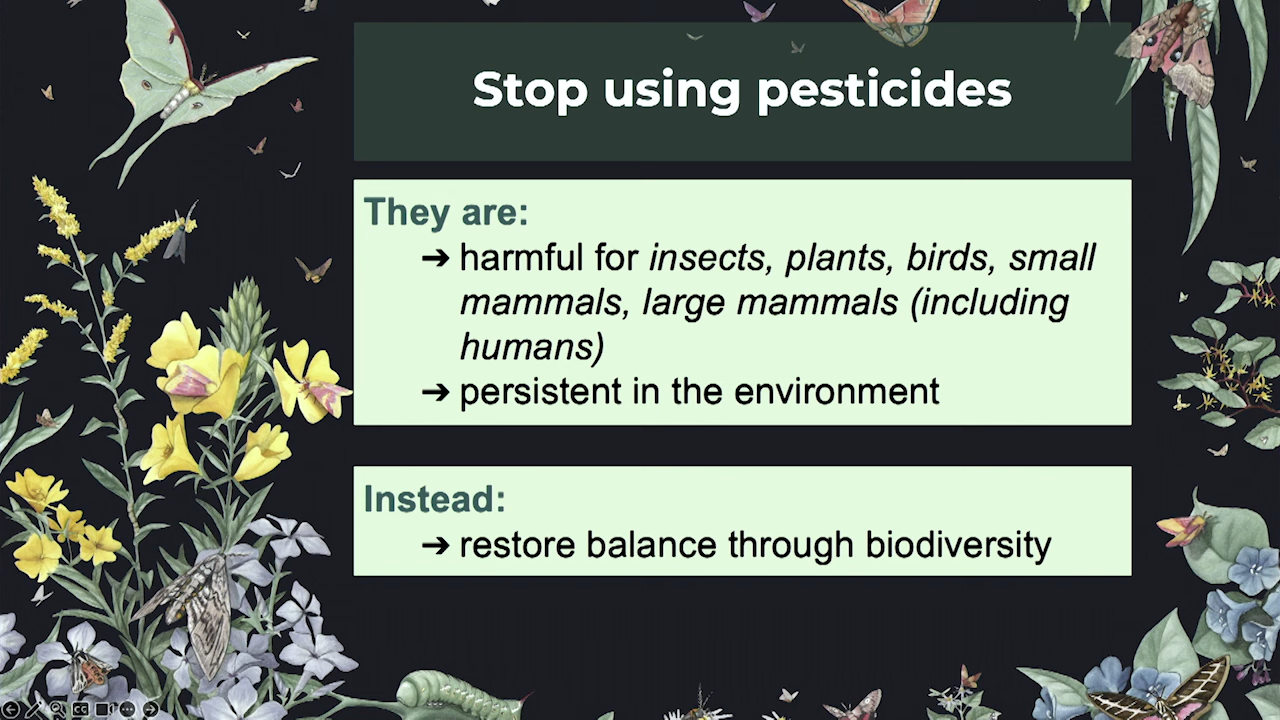 Stop using pesticides
They are:
➔ harmful for insects, plants, birds, small
mammals, large mammals (including
humans)
➔ persistent in the environment
Instead:
➔ restore balance through biodiversity